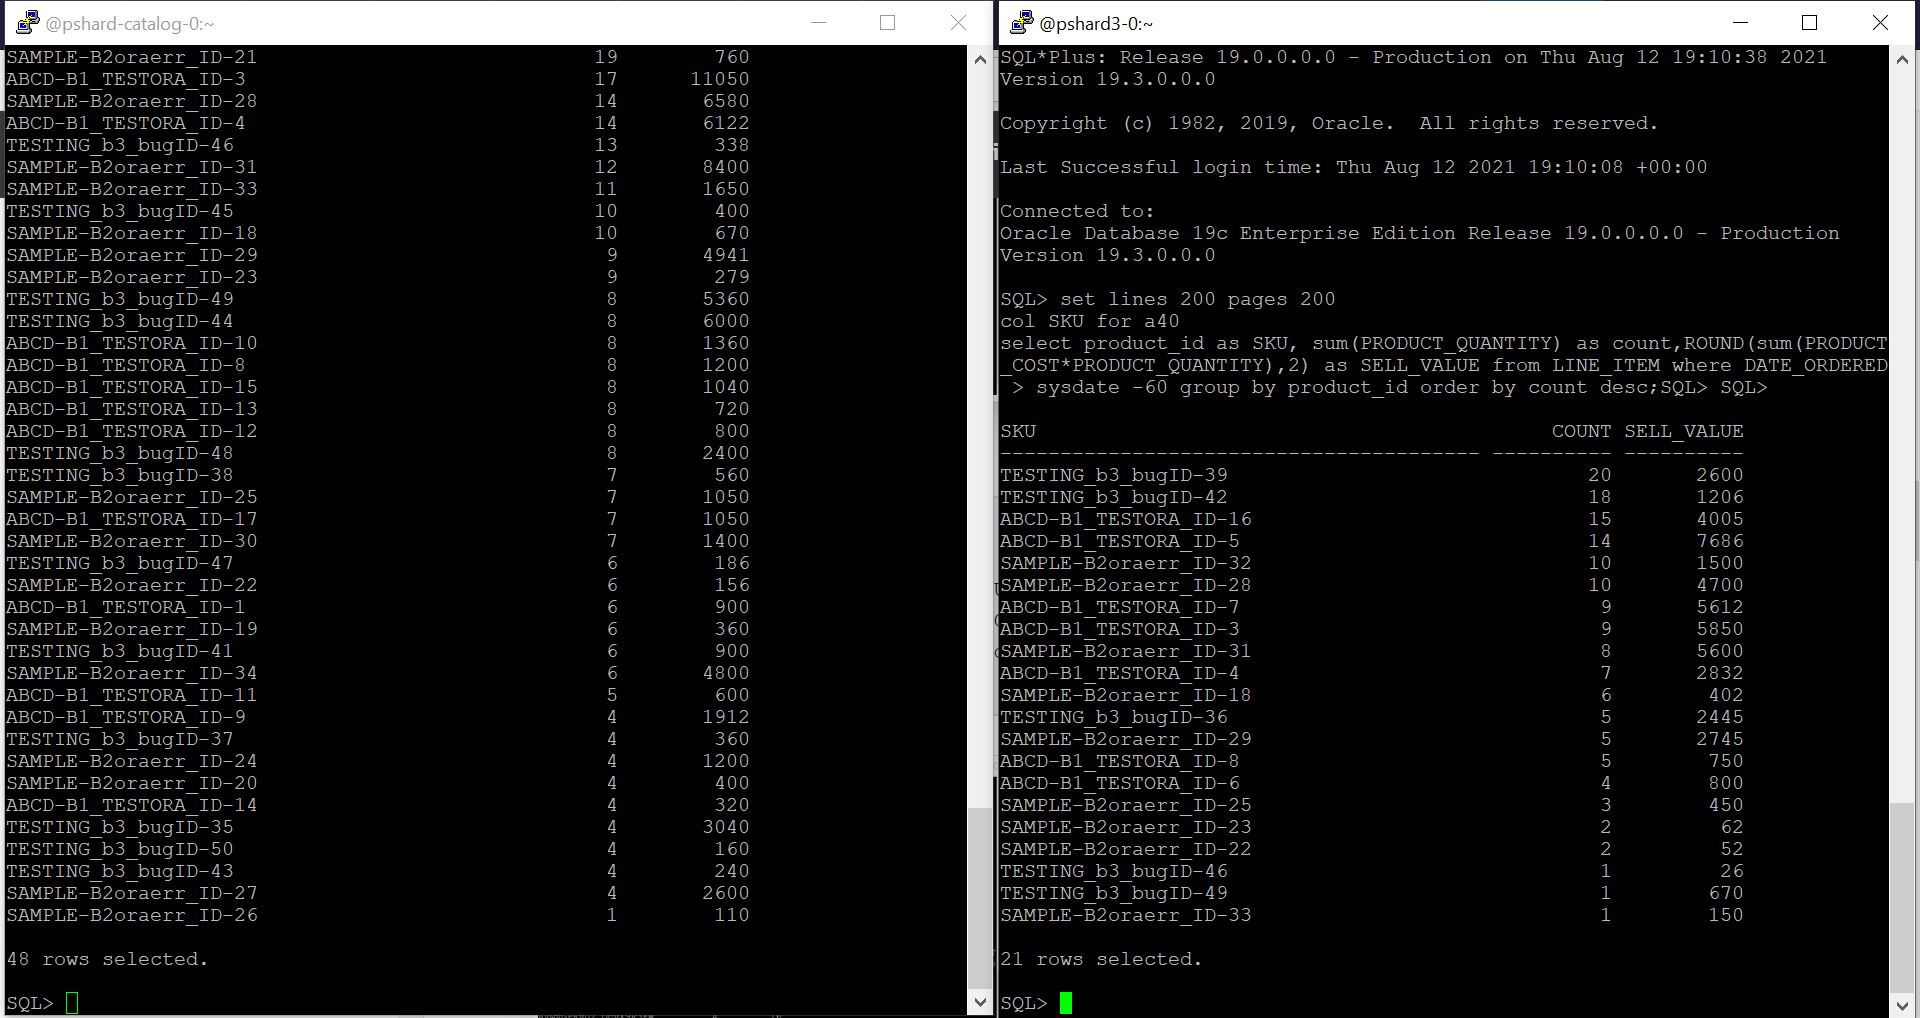 @pshard-catalog-0:~
SAMPLE-B2oraerr_ID-21 19 760
ABCD-B1_TESTORA_ID-3 17 11050
SAMPLE-B2oraerr_ID-28 14 6580
ABCD-B1_TESTORA_ID-4 14 6122
TESTING_b3_bugID-46 13 338
SAMPLE-B2oraerr_ID-31 12 8400
SAMPLE-B2oraerr_ID-33 11 1650
TESTING_b3_bugID-45 10 400
SAMPLE-B2oraerr_ID-18 10 670
SAMPLE-B2oraerr_ID-29 9 4941
SAMPLE-B2oraerr_ID-23 9 279
TESTING_b3_bugID-49 8 5360
TESTING_b3_bugID-44 8 6000
ABCD-B1_TESTORA_ID-10 8 1360
ABCD-B1_TESTORA_ID-8 8 1200
ABCD-B1_TESTORA_ID-15 8 1040
ABCD-B1_TESTORA_ID-13 8 720
ABCD-B1_TESTORA_ID-12 8 800
TESTING_b3_bugID-48 8 2400
TESTING_b3_bugID-38 7 560
SAMPLE-B2oraerr_ID-25 7 1050
ABCD-B1_TESTORA_ID-17 7 1050
SAMPLE-B2oraerr_ID-30 7 1400
TESTING_b3_bugID-47 6 186
SAMPLE-B2oraerr_ID-22 6 156
ABCD-B1_TESTORA_ID-1 6 900
SAMPLE-B2oraerr_ID-19 6 360
TESTING_b3_bugID-41 6 900
SAMPLE-B2oraerr_ID-34 6 4800
ABCD-B1_TESTORA_ID-11 5 600
ABCD-B1_TESTORA_ID-9 4 1912
TESTING_b3_bugID-37 4 360
SAMPLE-B2oraerr_ID-24 4 1200
SAMPLE-B2oraerr_ID-20 4 400
ABCD-B1_TESTORA_ID-14 4 320
TESTING_b3_bugID-35 4 3040
TESTING_b3_bugID-50 4 160
TESTING_b3_bugID-43 4 240
SAMPLE-B2oraerr_ID-27 4 2600
SAMPLE-B2oraerr_ID-26 1 110
48 rows selected.
SQL>
@pshard3-0:~
SQL*Plus: Release 19.0.0.0.0 - Production on Thu Aug 12 19:10:38 2021
Version 19.3.0.0.0
Copyright (c) 1982, 2019, Oracle.  All rights reserved.
Last Successful login time: Thu Aug 12 2021 19:10:08 +00:00
Connected to:
Oracle Database 19c Enterprise Edition Release 19.0.0.0.0 - Production
Version 19.3.0.0.0
SQL> set lines 200 pages 200
col SKU for a40
select product_id as SKU, sum(PRODUCT_QUANTITY) as count,ROUND(sum(PRODUCT
_COST*PRODUCT_QUANTITY),2) as SELL_VALUE from LINE_ITEM where DATE_ORDERED
> sysdate -60 group by product_id order by count desc;SQL> SQL>
SKU COUNT SELL_VALUE
---------------------------------------- ---------- ----------
TESTING_b3_bugID-39 20 2600
TESTING_b3_bugID-42 18 1206
ABCD-B1_TESTORA_ID-16 15 4005
ABCD-B1_TESTORA_ID-5 14 7686
SAMPLE-B2oraerr_ID-32 10 1500
SAMPLE-B2oraerr_ID-28 10 4700
ABCD-B1_TESTORA_ID-7 9 5612
ABCD-B1_TESTORA_ID-3 9 5850
SAMPLE-B2oraerr_ID-31 8 5600
ABCD-B1_TESTORA_ID-4 7 2832
SAMPLE-B2oraerr_ID-18 6 402
TESTING_b3_bugID-36 5 2445
SAMPLE-B2oraerr_ID-29 5 2745
ABCD-B1_TESTORA_ID-8 5 750
ABCD-B1_TESTORA_ID-6 4 800
SAMPLE-B2oraerr_ID-25 3 450
SAMPLE-B2oraerr_ID-23 2 62
SAMPLE-B2oraerr_ID-22 2 52
TESTING_b3_bugID-46 1 26
TESTING_b3_bugID-49 1 670
SAMPLE-B2oraerr_ID-33 1 150
21 rows selected.
SQL>